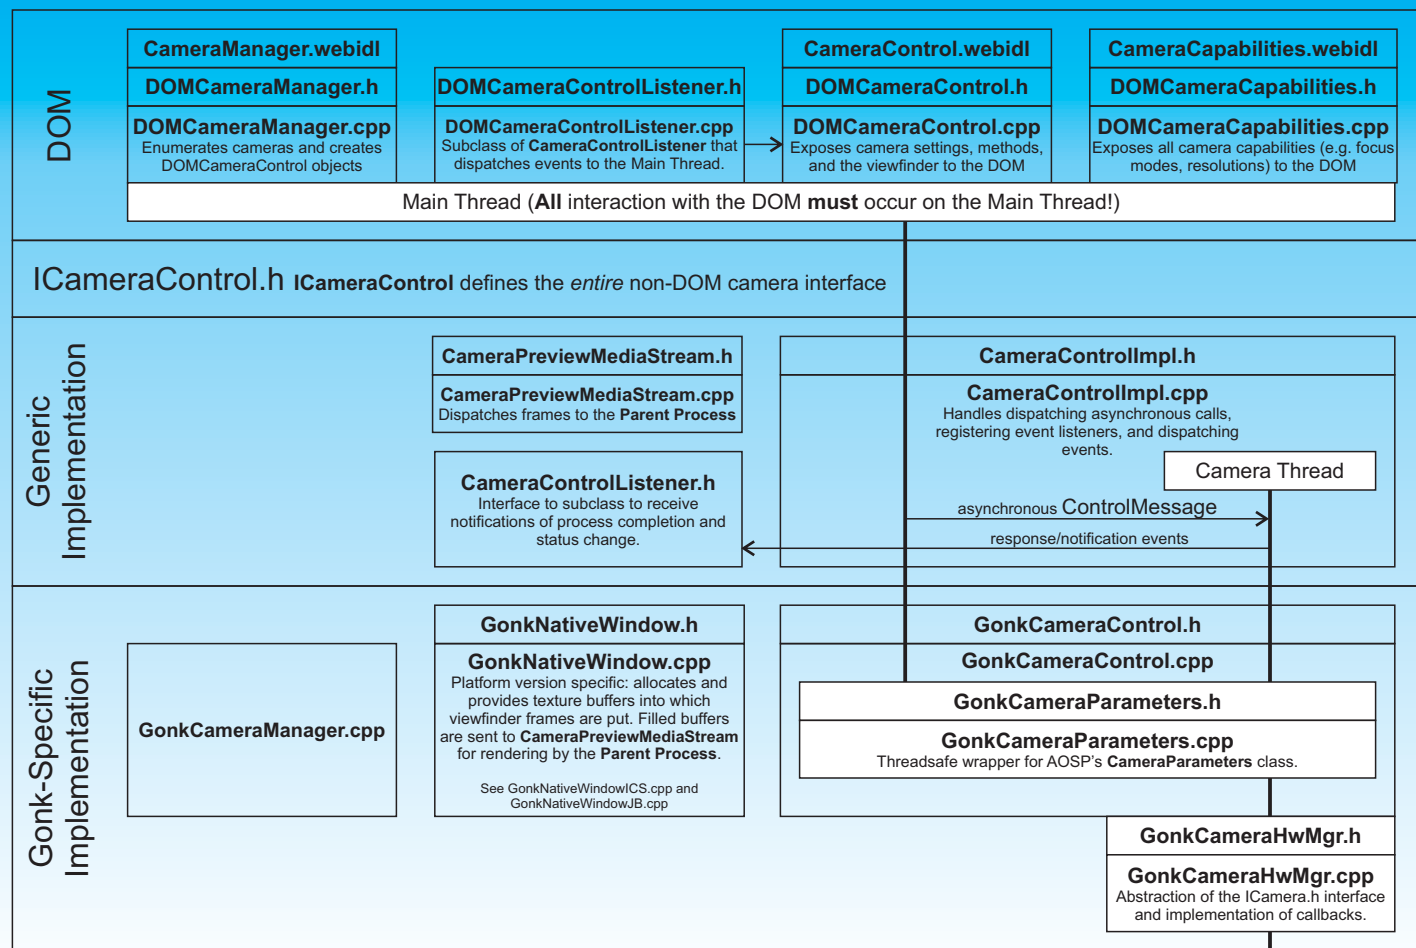 DOM
CameraManager.webidl
DOMCameraManager.h
DOMCameraManager.cpp
Enumerates cameras and creates
DOMCameraControl objects
DOMCameraControlListener.h
DOMCameraControlListener.cpp
Subclass of CameraControlListener that
dispatches events to the Main Thread.
CameraControl.webidl
DOMCameraControl.h
DOMCameraControl.cpp
Exposes camera settings, methods,
and the viewfinder to the DOM
CameraCapabilities.webidl
DOMCameraCapabilities.h
DOMCameraCapabilities.cpp
Exposes all camera capabilities (e.g. focus
modes, resolutions) to the DOM
Main Thread (All interaction with the DOM must occur on the Main Thread!)
ICameraControl.h ICameraControl defines the entire non-DOM camera interface
Generic
Implementation
CameraPreviewMediaStream.h
CameraPreviewMediaStream.cpp
Dispatches frames to the Parent Process
CameraControlListener.h
Interface to subclass to receive
notifications of process completion and
status change.
CameraControlImpl.h
CameraControlImpl.cpp
Handles dispatching asynchronous calls,
registering event listeners, and dispatching
events.
Camera Thread
asynchronous ControlMessage
response/notification events
Gonk-Specific
Implementation
GonkCameraManager.cpp
GonkNativeWindow.h
GonkNativeWindow.cpp
Platform version specific: allocates and
provides texture buffers into which
viewfinder frames are put. Filled buffers
are sent to CameraPreviewMediaStream
for rendering by the Parent Process.
See GonkNativeWindowICS.cpp and
GonkNativeWindowJB.cpp
GonkCameraControl.h
GonkCameraControl.cpp
GonkCameraParameters.h
GonkCameraParameters.cpp
Threadsafe wrapper for AOSP's CameraParameters class.
GonkCameraHwMgr.h
GonkCameraHwMgr.cpp
Abstraction of the ICamera.h interface
and implementation of callbacks.